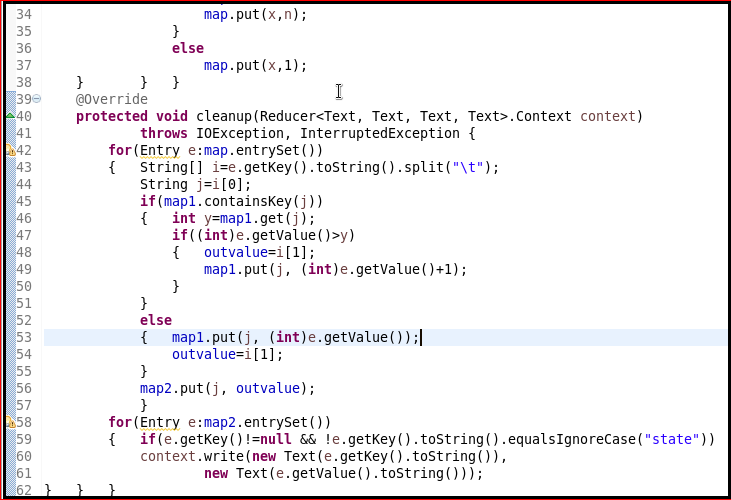 34                     map.put(x,n);
35                 }
36                 else
37                     map.put(x,1);
38     }       }   }
39     @Override
40     protected void cleanup(Reducer<Text, Text, Text, Text>.Context context)
41             throws IOException, InterruptedException {
42         for(Entry e:map.entrySet())
43         {   String[] i=e.getKey().toString().split("\t");
44             String j=i[0];
45             if(map1.containsKey(j))
46             {   int y=map1.get(j);
47                 if((int)e.getValue()>y)
48                 {   outvalue=i[1];
49                     map1.put(j, (int)e.getValue()+1);
50                 }
51             }
52             else
53             {   map1.put(j, (int)e.getValue());
54                 outvalue=i[1];
55             }
56             map2.put(j, outvalue);
57             }
58         for(Entry e:map2.entrySet())
59         {   if(e.getKey()!=null && !e.getKey().toString().equalsIgnoreCase("state"))
60             context.write(new Text(e.getKey().toString()),
61                     new Text(e.getValue().toString()));
62 }   }   }